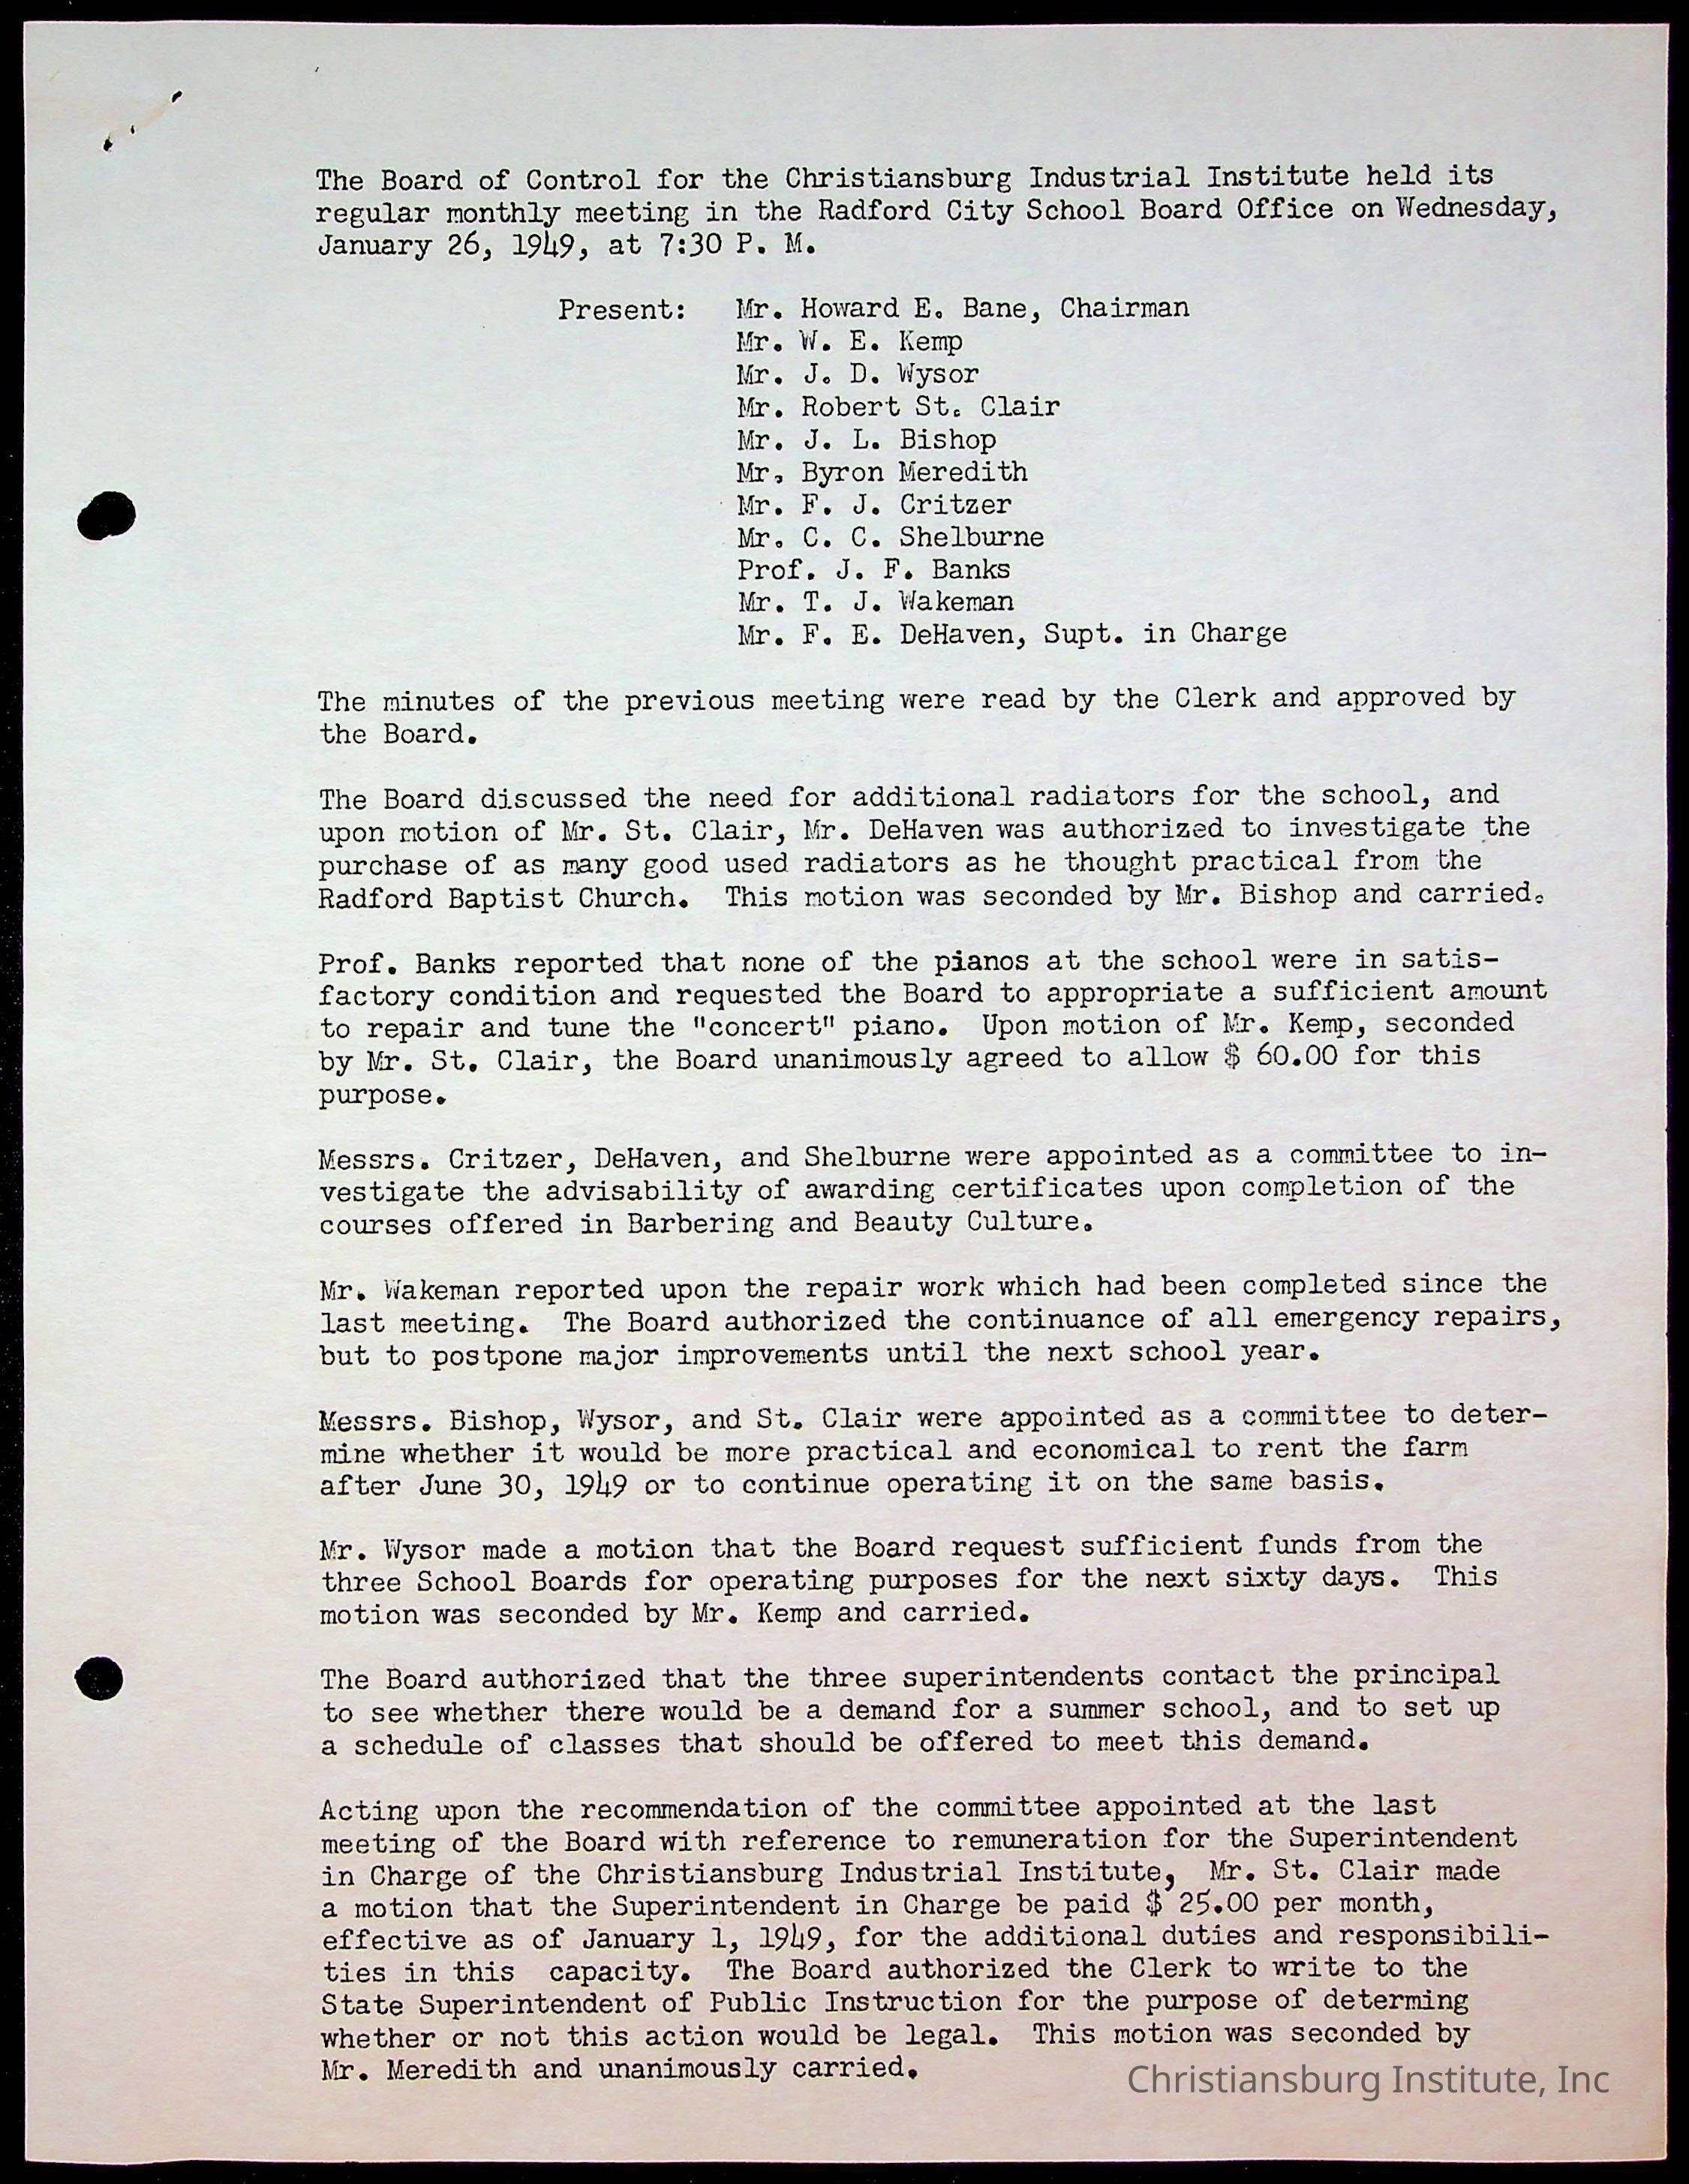 The Board of Control for the Christiansburg Industrial Institute held its
regular monthly meeting in the Radford City School Board Office on Wednesday,
January 26, 1949, at 7:30 P. M.
Present: Mr. Howard E. Bane, Chairman
Mr. W. E. Kemp
Mr. J. D. Wysor
Mr. Robert St. Clair
Mr. J. L. Bishop
Mr. Byron Meredith
Mr. F. J. Critzer
Mr. C. C. Shelburne
Prof. J. F. Banks
Mr. T. J. Wakeman
Mr. F. E. DeHaven, Supt. in Charge
The minutes of the previous meeting were read by the Clerk and approved by
the Board.
The Board discussed the need for additional radiators for the school, and
upon motion of Mr. St. Clair, Mr. DeHaven was authorized to investigate the
purchase of as many good used radiators as he thought practical from the
Radford Baptist Church.  This motion was seconded by Mr. Bishop and carried.
Prof. Banks reported that none of the pianos at the school were in satis-
factory condition and requested the Board to appropriate a sufficient amount
to repair and tune the "concert" piano.  Upon motion of Mr. Kemp, seconded
by Mr. St. Clair, the Board unanimously agreed to allow $ 60.00 for this
purpose.
Messrs. Critzer, DeHaven, and Shelburne were appointed as a committee to in-
vestigate the advisability of awarding certificates upon completion of the
courses offered in Barbering and Beauty Culture.
Mr. Wakeman reported upon the repair work which had been completed since the
last meeting.  The Board authorized the continuance of all emergency repairs,
but to postpone major improvements until the next school year.
Messrs. Bishop, Wysor, and St. Clair were appointed as a committee to deter-
mine whether it would be more practical and economical to rent the farm
after June 30, 1949 or to continue operating it on the same basis.
Mr. Wysor made a motion that the Board request sufficient funds from the
three School Boards for operating purposes for the next sixty days.  This
motion was seconded by Mr. Kemp and carried.
The Board authorized that the three superintendents contact the principal
to see whether there would be a demand for a summer school, and to set up
a schedule of classes that should be offered to meet this demand.
Acting upon the recommendation of the committee appointed at the last
meeting of the Board with reference to remuneration for the Superintendent
in Charge of the Christiansburg Industrial Institute,  Mr. St. Clair made
a motion that the Superintendent in Charge be paid $ 25.00 per month,
effective as of January 1, 1949, for the additional duties and responsibili-
ties in this  capacity.  The Board authorized the Clerk to write to the
State Superintendent of Public Instruction for the purpose of determing
whether or not this action would be legal.  This motion was seconded by
Mr. Meredith and unanimously carried.
Christiansburg Institute, Inc